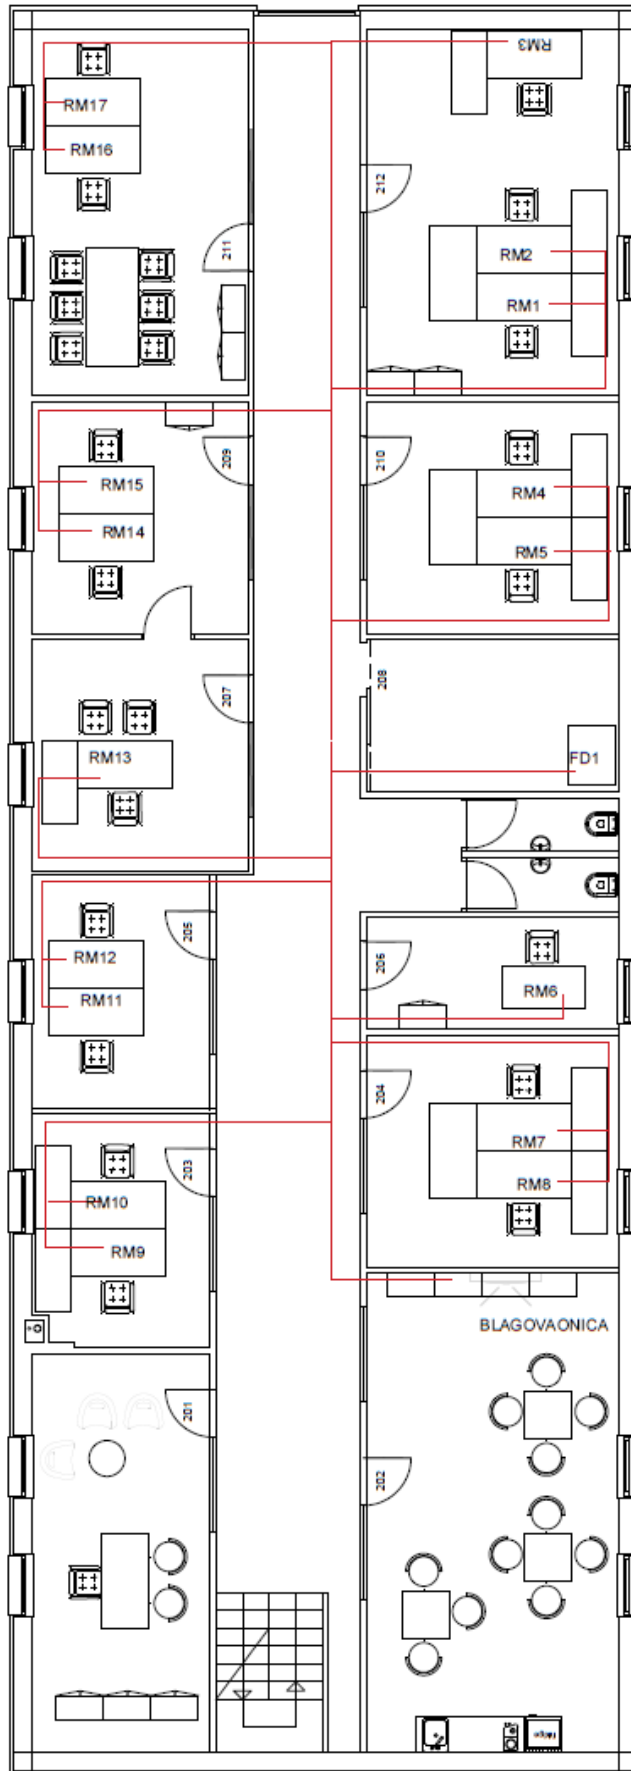 RM3
RM17
RM16
212
RM2
211
RM1
RM15
209
210
RM4
RM14
RM5
207
208
RM13
FD1
205
206
RM12
RM11
RM6
204
203
RM7
RM10
RM8
RM9
BLAGOVAONICA
201
202